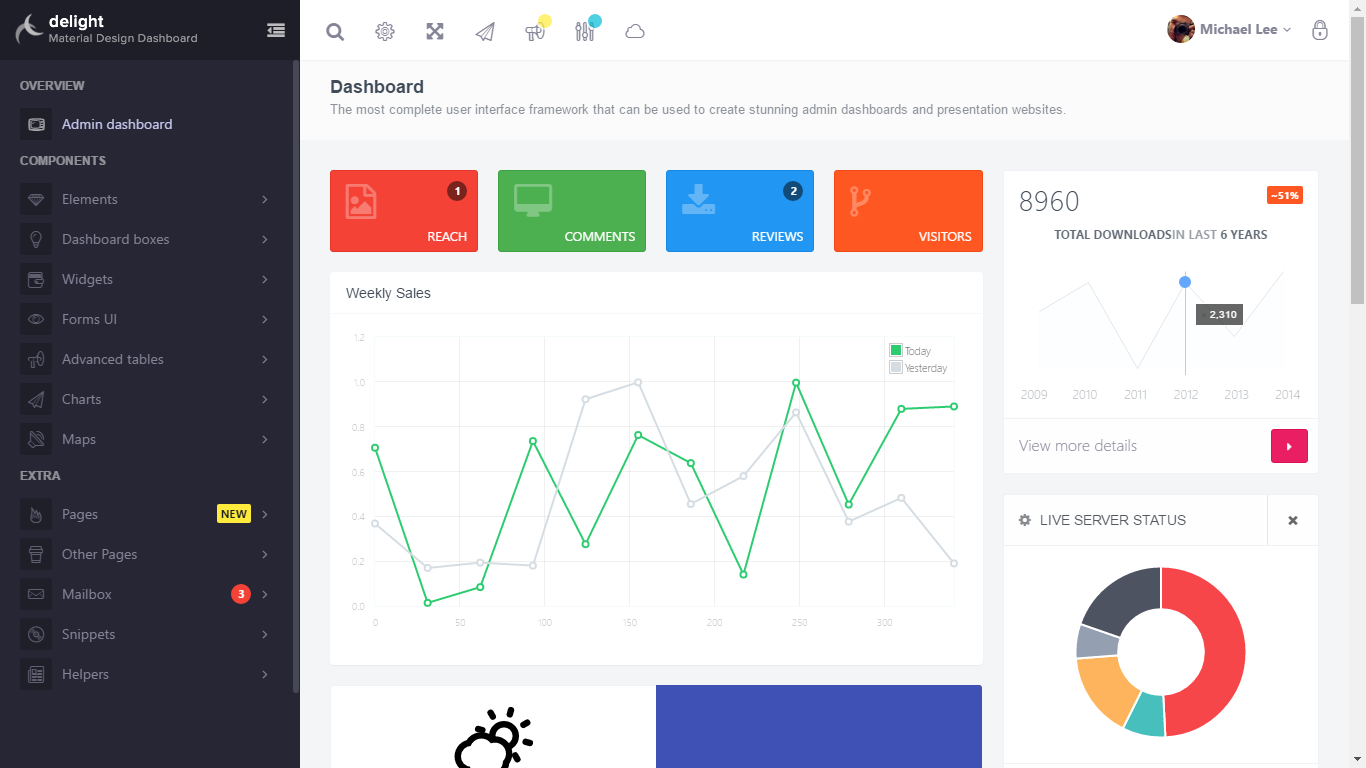 delight
Material Design Dashboard
Michael Lee
OVERVIEW
Admin dashboard
COMPONENTS
Elements
Dashboard boxes
Widgets
Forms UI
Advanced tables
Charts
Maps
EXTRA
Pages NEW
Other Pages
Mailbox 3
Snippets
Helpers
Dashboard
The most complete user interface framework that can be used to create stunning admin dashboards and presentation websites.
1
REACH
COMMENTS
2
REVIEWS
VISITORS
Weekly Sales
1.2
1.0
0.8
0.6
0.4
0.2
0.0
0 50 100 150 200 250 300
Today
Yesterday
8960 ~51%
TOTAL DOWNLOADSIN LAST 6 YEARS
2,310
2009 2010 2011 2012 2013 2014
View more details
LIVE SERVER STATUS